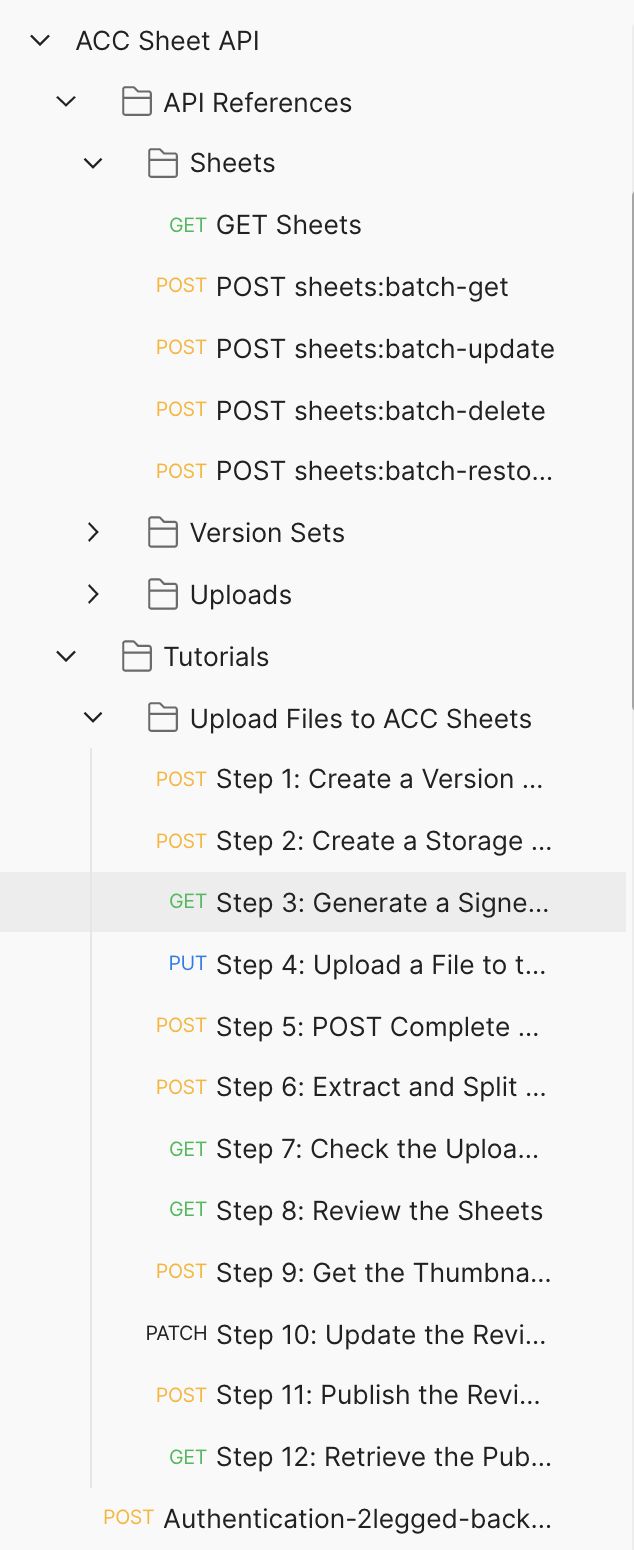 ACC Sheet API
API References
Sheets
GET GET Sheets
POST POST sheets:batch-get
POST POST sheets:batch-update
POST POST sheets:batch-delete
POST POST sheets:batch-resto...
Version Sets
Uploads
Tutorials
Upload Files to ACC Sheets
POST Step 1: Create a Version ...
POST Step 2: Create a Storage ...
GET Step 3: Generate a Signe...
PUT Step 4: Upload a File to t...
POST Step 5: POST Complete ...
POST Step 6: Extract and Split ...
GET Step 7: Check the Uploa...
GET Step 8: Review the Sheets
POST Step 9: Get the Thumbna...
PATCH Step 10: Update the Revi...
POST Step 11: Publish the Revi...
GET Step 12: Retrieve the Pub...
POST Authentication-2legged-back...